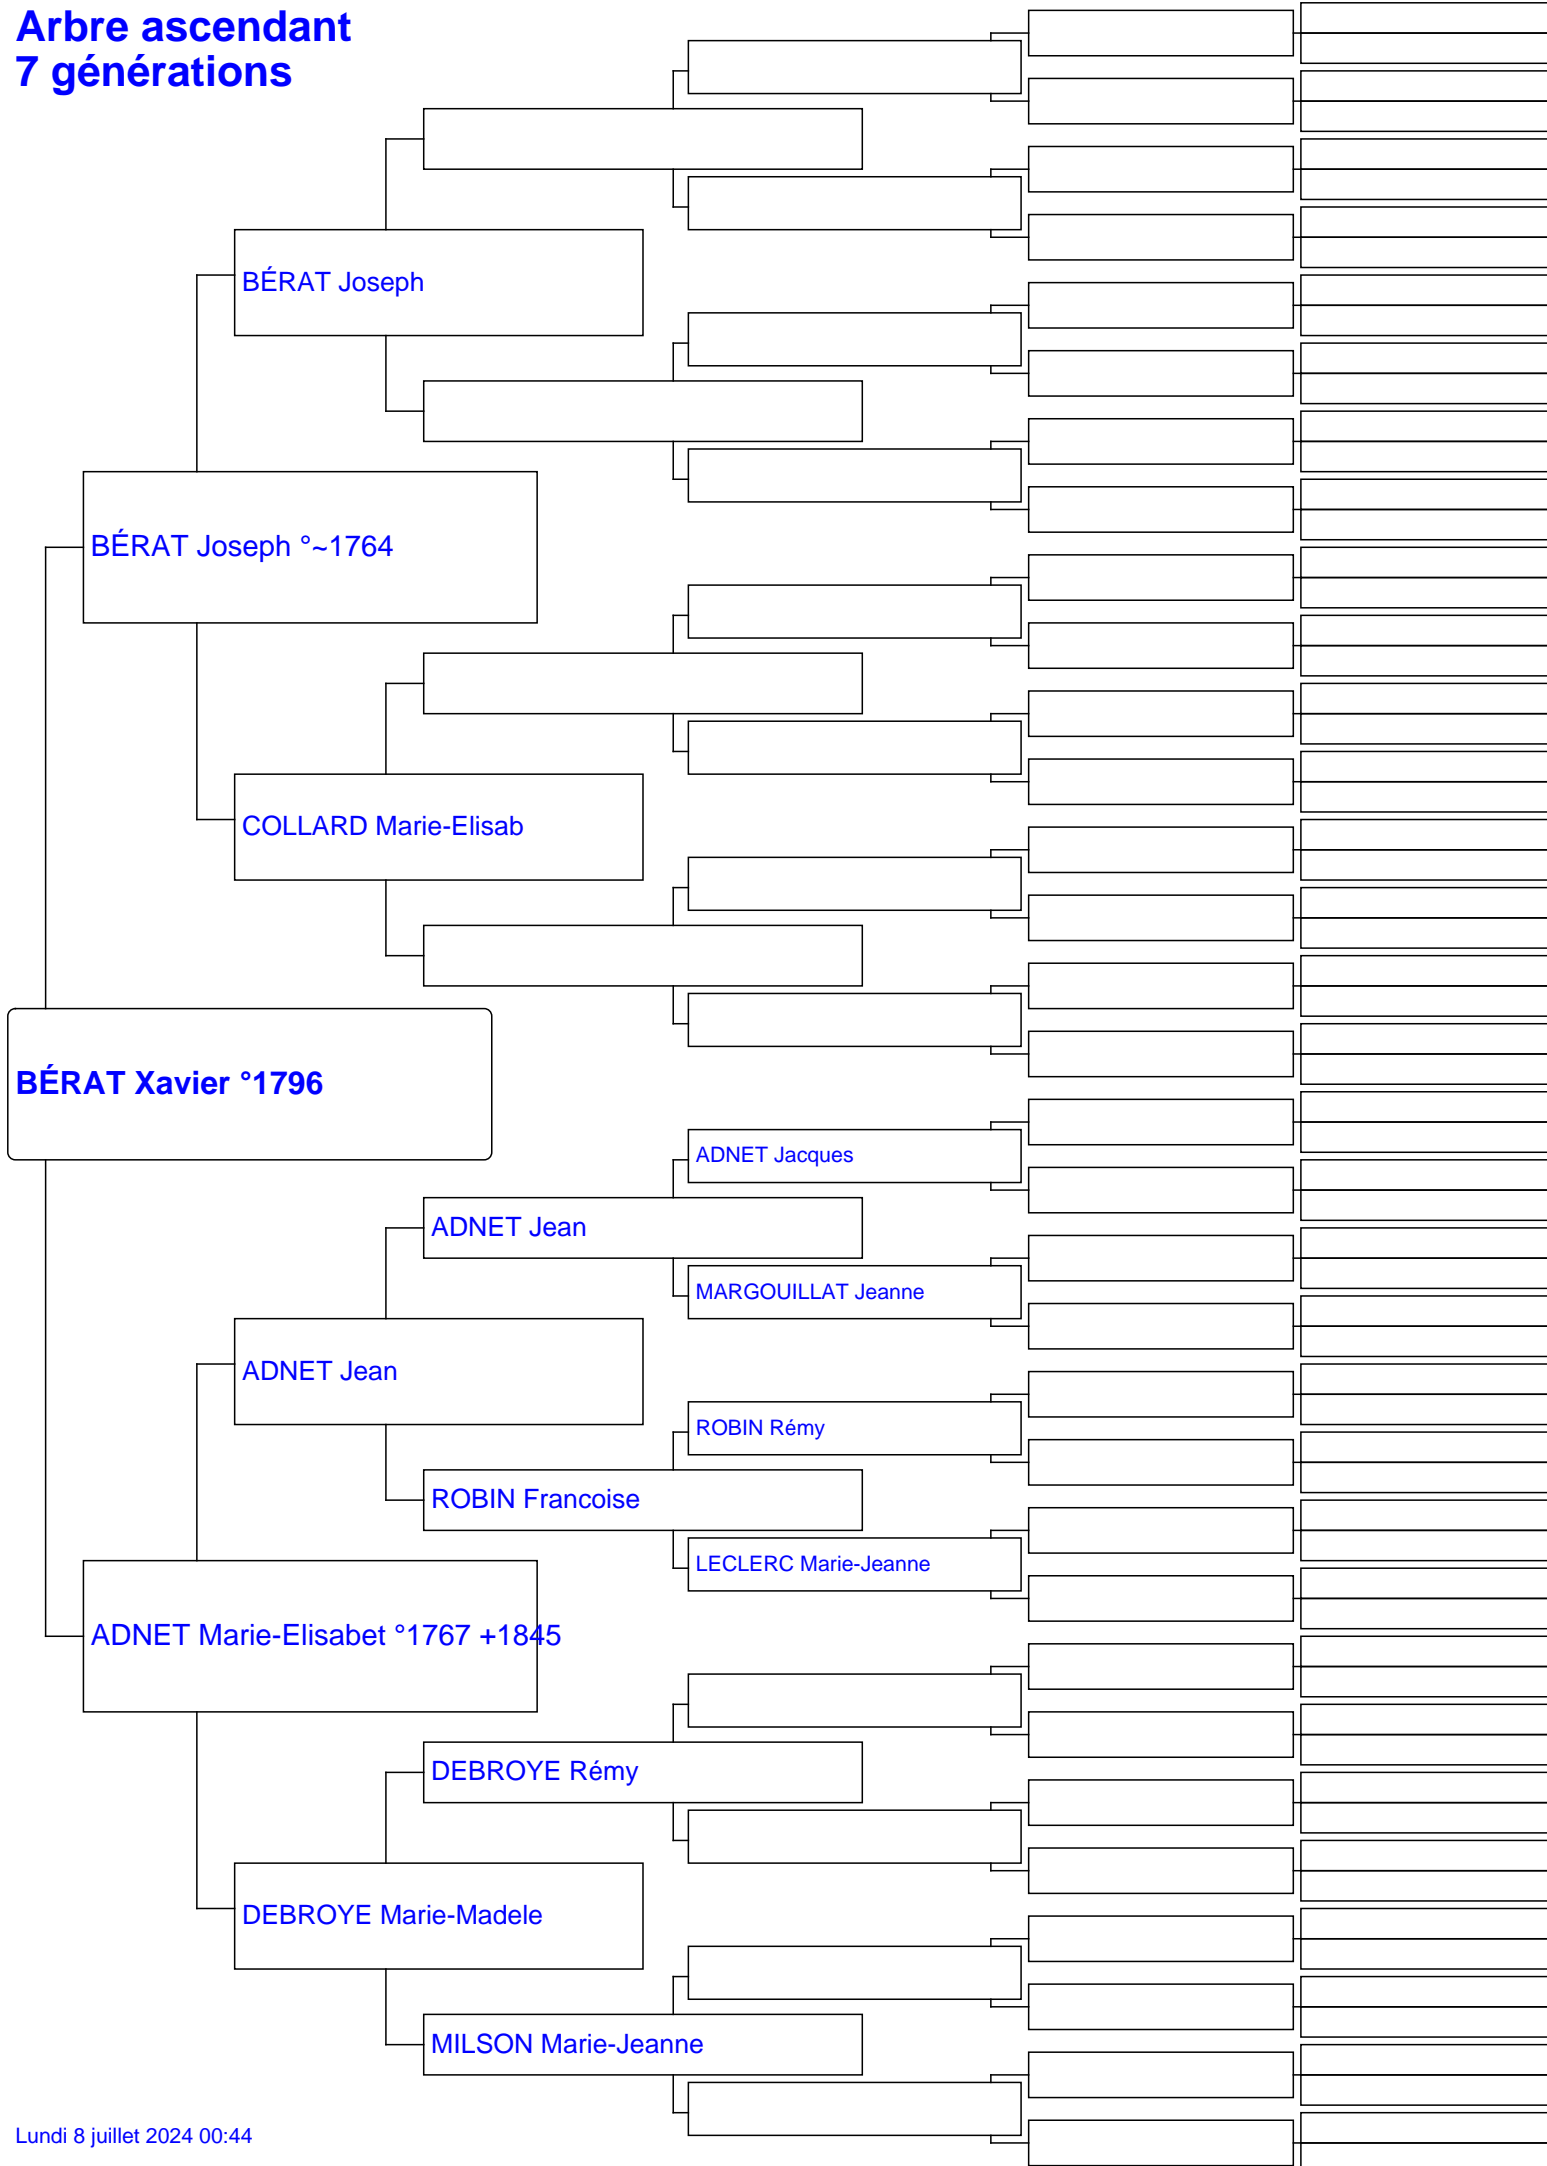 Arbre ascendant
7 générations
BÉRAT Joseph
BÉRAT Joseph °~1764
COLLARD Marie-Elisab
BÉRAT Xavier °1796
ADNET Jacques
ADNET Jean
MARGOUILLAT Jeanne
ADNET Jean
ROBIN Rémy
ROBIN Francoise
LECLERC Marie-Jeanne
ADNET Marie-Elisabet °1767 +1845
DEBROYE Rémy
DEBROYE Marie-Madele
MILSON Marie-Jeanne
Lundi 8 juillet 2024 00:44